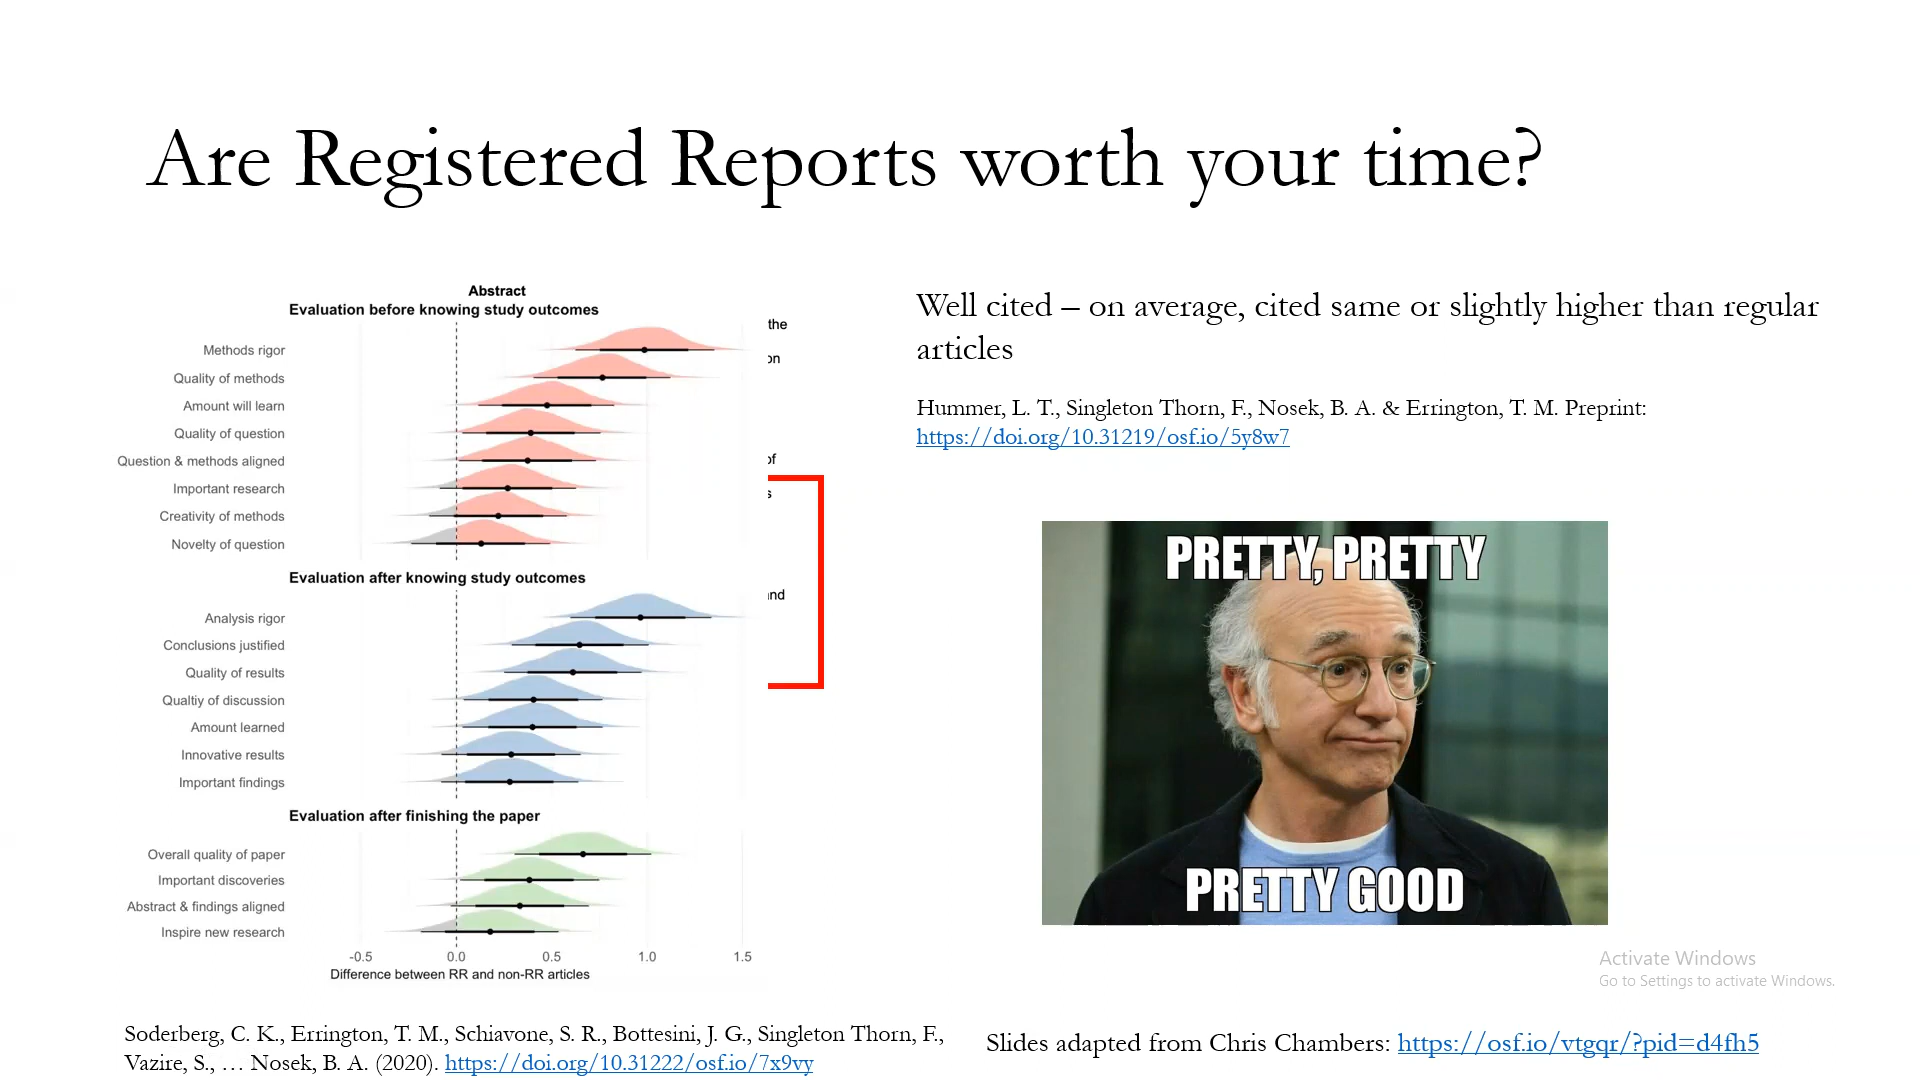 Are Registered Reports worth your time?
Abstract
Evaluation before knowing study outcomes
Methods rigor
Quality of methods
Amount will learn
Quality of question
Question & methods aligned
Important research
Creativity of methods
Novelty of question
Evaluation after knowing study outcomes
Analysis rigor
Conclusions justified
Quality of results
Qualtiy of discussion
Amount learned
Innovative results
Important findings
Evaluation after finishing the paper
Overall quality of paper
Important discoveries
Abstract & findings aligned
Inspire new research
-0.5 0.0 0.5 1.0 1.5
Difference between RR and non-RR articles
the
on
of
s
Soderberg, C. K., Errington, T. M., Schiavone, S. R., Bottesini, J. G., Singleton Thorn, F.,
Vazire, S., … Nosek, B. A. (2020). https://doi.org/10.31222/osf.io/7x9vy
Well cited – on average, cited same or slightly higher than regular
articles
Hummer, L. T., Singleton Thorn, F., Nosek, B. A. & Errington, T. M. Preprint:
https://doi.org/10.31219/osf.io/5y8w7
PRETTY, PRETTY
PRETTY GOOD
Activate Windows
Go to Settings to activate Windows.
Slides adapted from Chris Chambers: https://osf.io/vtgqr/?pid=d4fh5